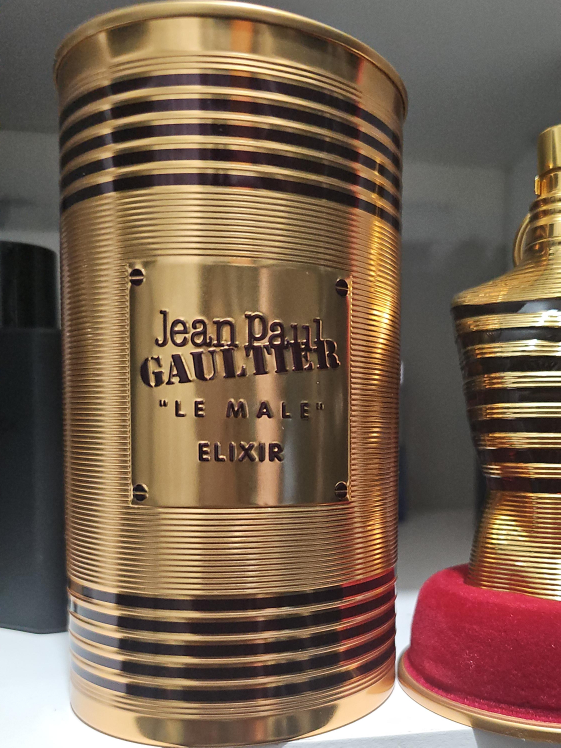 Jean Paul
GAULTIER
"LE MALE"
ELIXIR